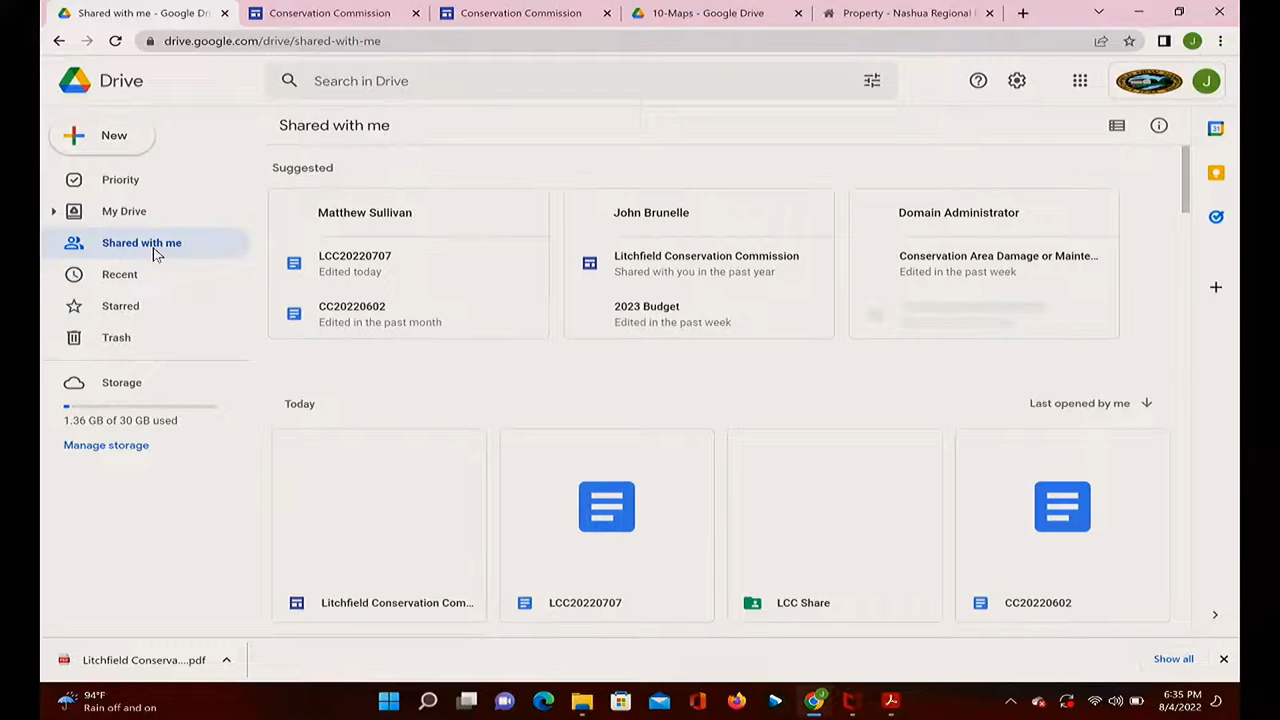 Shared with me - Google Dri
Conservation Commission
Conservation Commission
10-Maps - Google Drive
Property - Nashua Regional
drive.google.com/drive/shared-with-me
J
Drive
Search in Drive
J
New
Shared with me
Priority
My Drive
Shared with me
Recent
Starred
Trash
Storage
1.36 GB of 30 GB used
Manage storage
Suggested
Matthew Sullivan
LCC20220707
Edited today
CC20220602
Edited in the past month
John Brunelle
Litchfield Conservation Commission
Shared with you in the past year
2023 Budget
Edited in the past week
Domain Administrator
Conservation Area Damage or Mainte...
Edited in the past week
Today
Last opened by me
Litchfield Conservation Com...
LCC20220707
LCC Share
CC20220602
Litchfield Conserva....pdf
Show all
94°F
Rain off and on
6:35 PM
8/4/2022